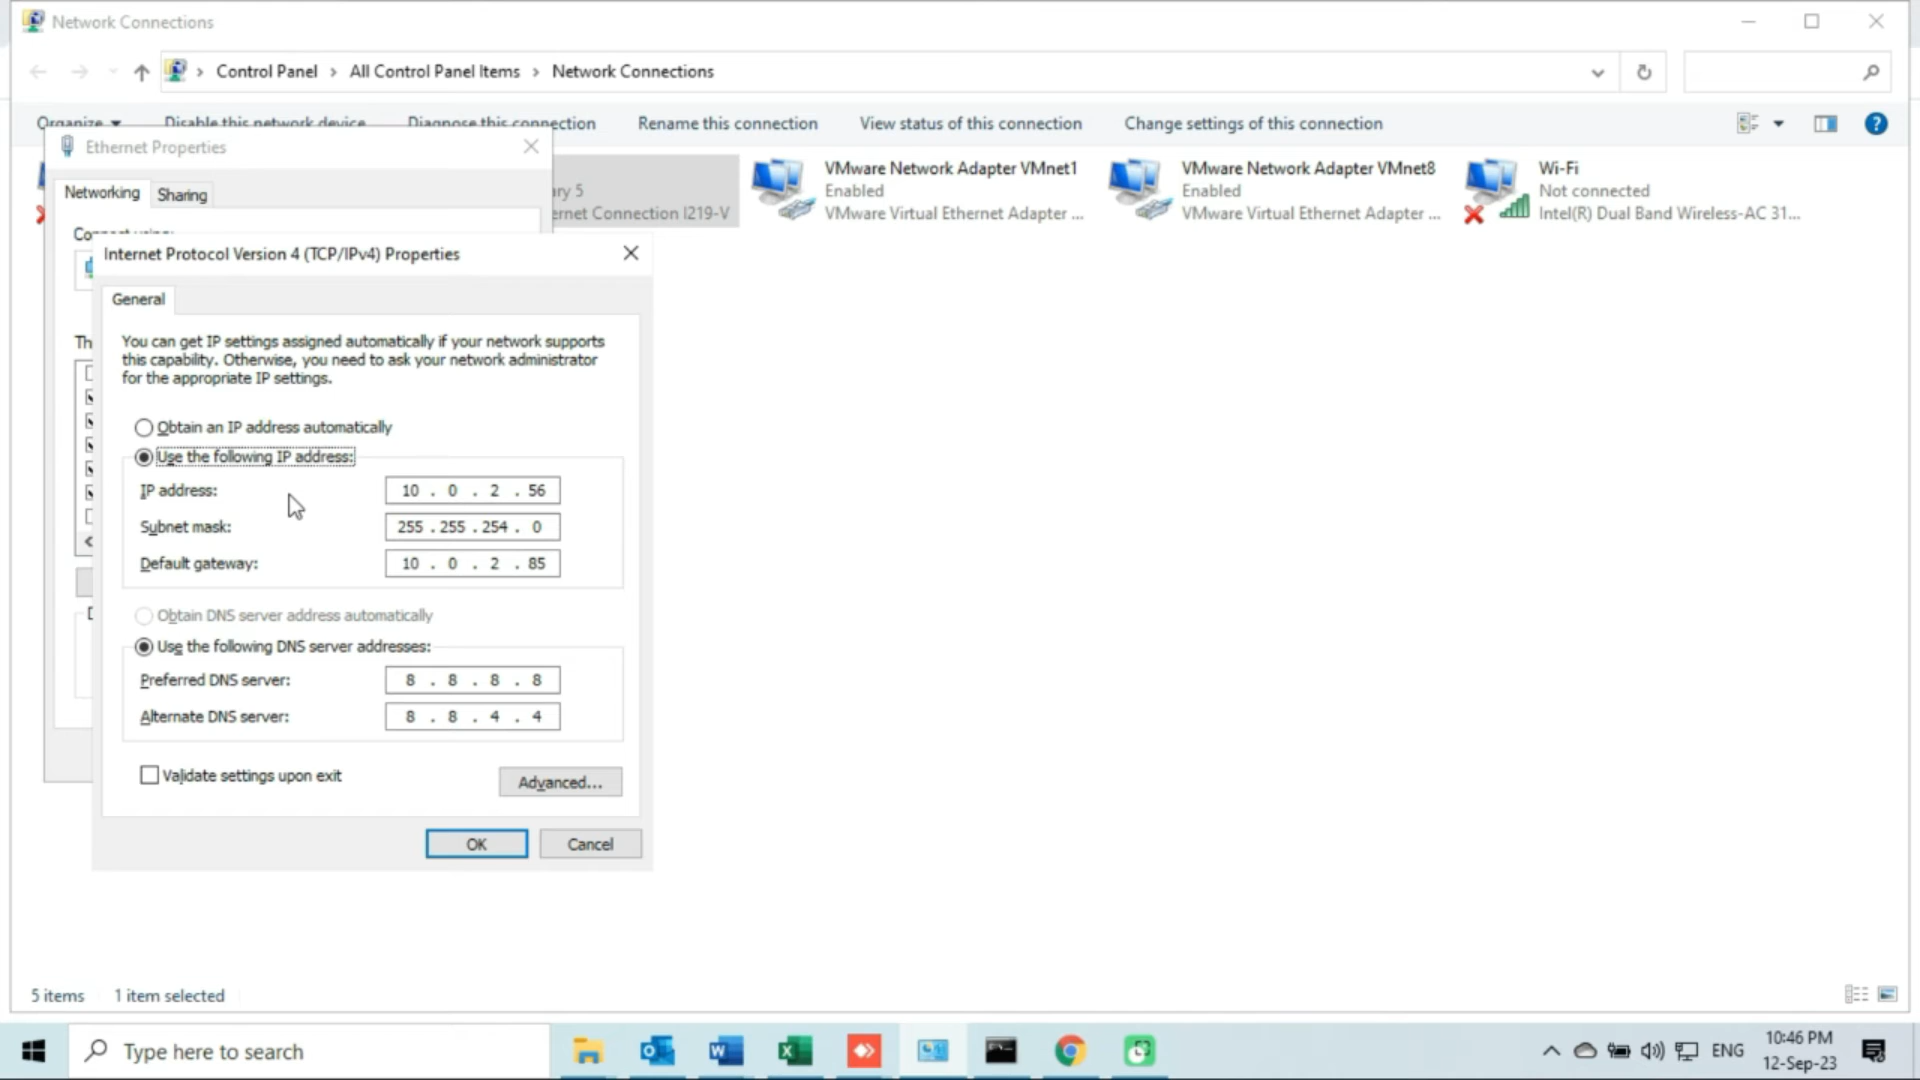 Network Connections
Control Panel > All Control Panel Items > Network Connections
Organize Disable this network device Diagnose this connection Rename this connection View status of this connection Change settings of this connection
Ethernet Properties
Networking Sharing
Connect using:
Th
D
ary 5
ernet Connection I219-V
VMware Network Adapter VMnet1
Enabled
VMware Virtual Ethernet Adapter ...
VMware Network Adapter VMnet8
Enabled
VMware Virtual Ethernet Adapter ...
Wi-Fi
Not connected
Intel(R) Dual Band Wireless-AC 31...
Internet Protocol Version 4 (TCP/IPv4) Properties
General
You can get IP settings assigned automatically if your network supports
this capability. Otherwise, you need to ask your network administrator
for the appropriate IP settings.
Obtain an IP address automatically
Use the following IP address:
IP address: 10 . 0 . 2 . 56
Subnet mask: 255 . 255 . 254 . 0
Default gateway: 10 . 0 . 2 . 85
Obtain DNS server address automatically
Use the following DNS server addresses:
Preferred DNS server: 8 . 8 . 8 . 8
Alternate DNS server: 8 . 8 . 4 . 4
Validate settings upon exit
Advanced...
OK Cancel
5 items 1 item selected
Type here to search
ENG
10:46 PM
12-Sep-23